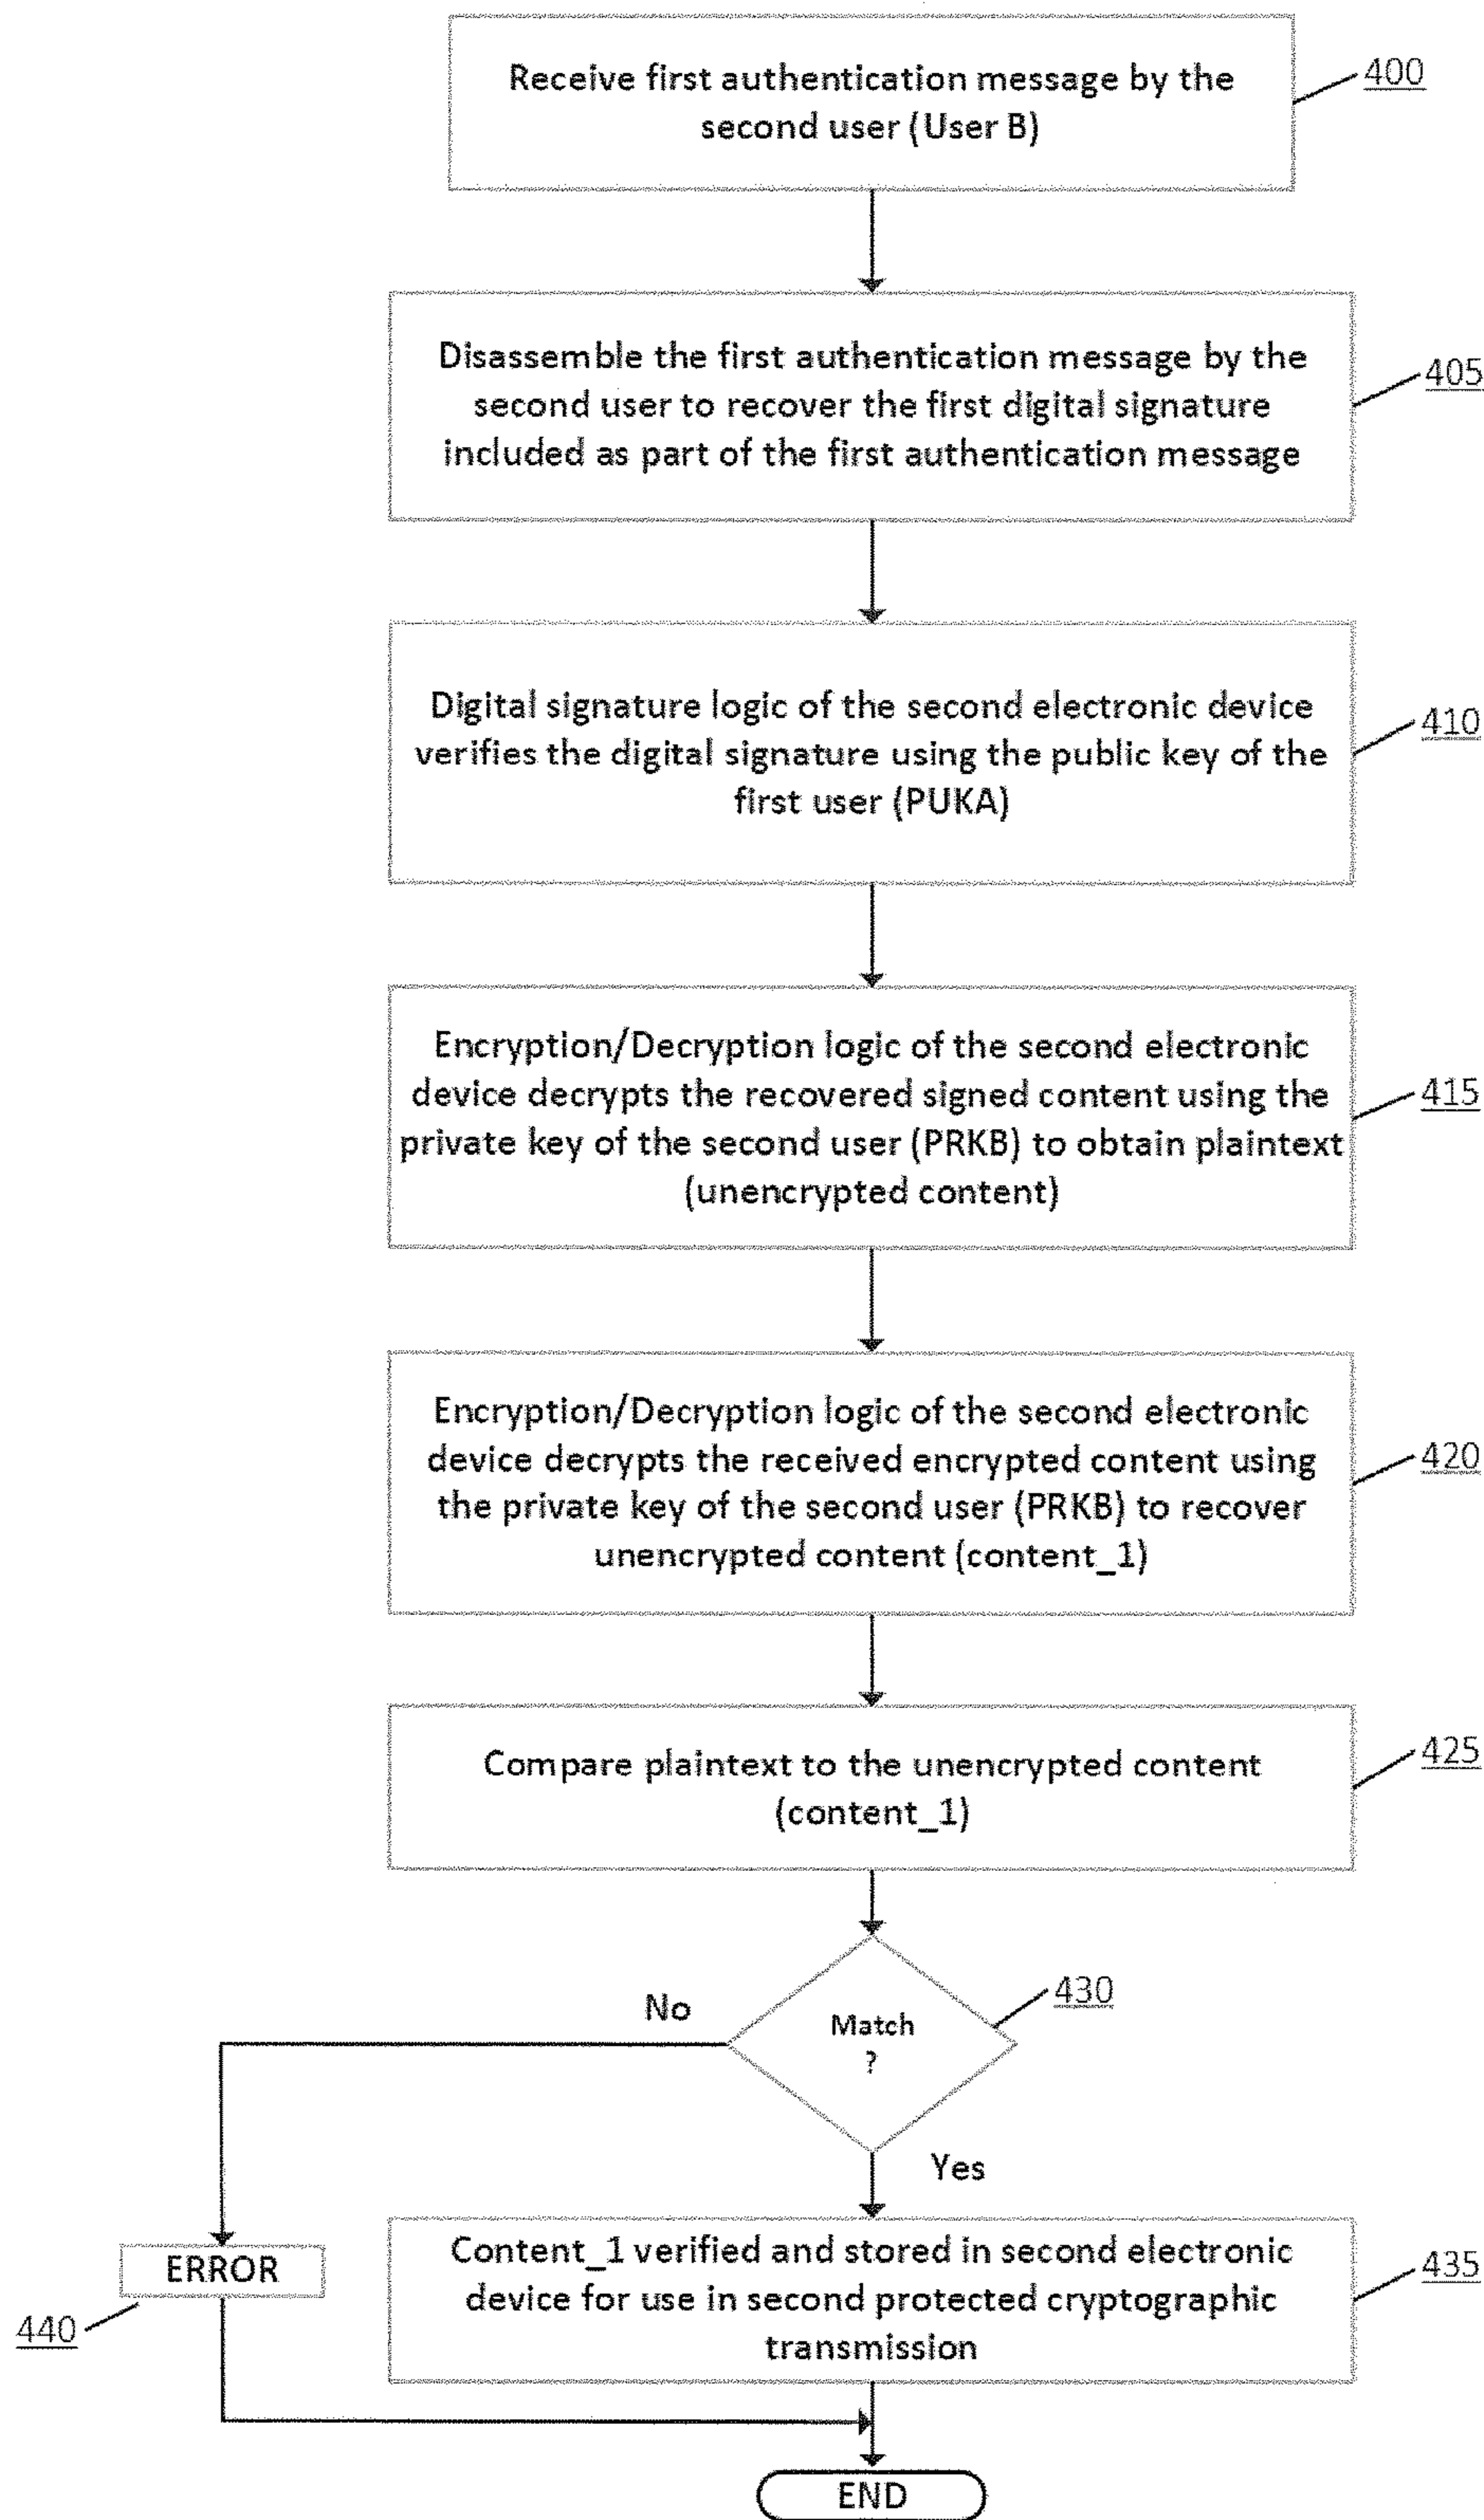 Receive first authentication message by the
second user (User B)
400
Disassemble the first authentication message by the
second user to recover the first digital signature
included as part of the first authentication message
405
Digital signature logic of the second electronic device
verifies the digital signature using the public key of the
first user (PUKA)
410
Encryption/Decryption logic of the second electronic
device decrypts the recovered signed content using the
private key of the second user (PRKB) to obtain plaintext
(unencrypted content)
415
Encryption/Decryption logic of the second electronic
device decrypts the received encrypted content using
the private key of the second user (PRKB) to recover
unencrypted content (content_1)
420
Compare plaintext to the unencrypted content
(content_1)
425
Match
?
430
No
Yes
ERROR
440
Content_1 verified and stored in second electronic
device for use in second protected cryptographic
transmission
435
END